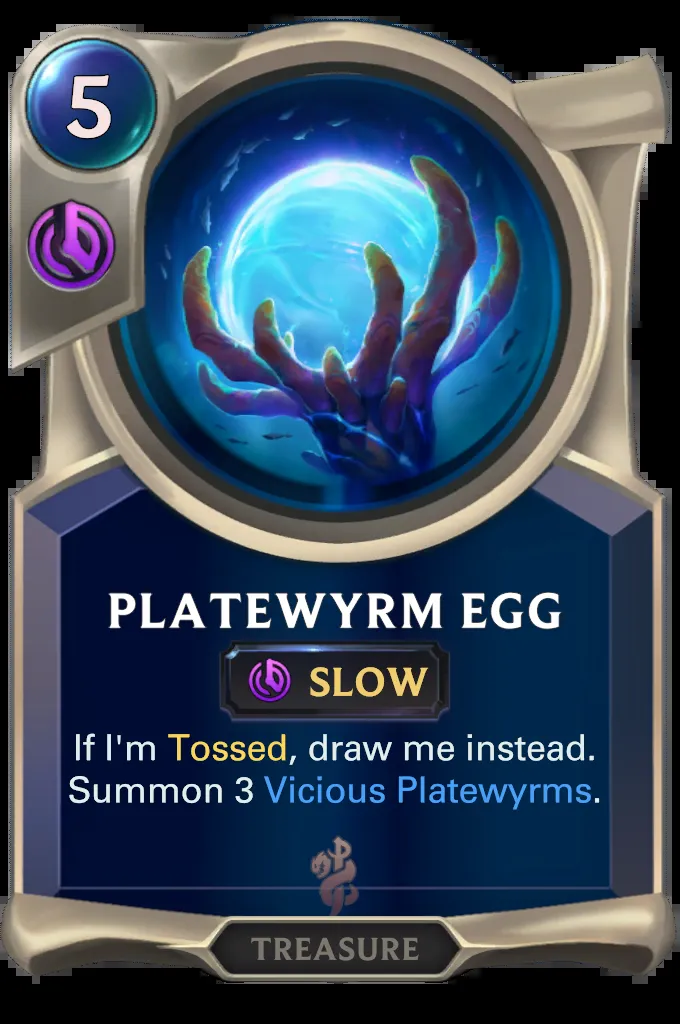 5
PLATEWYRM EGG
SLOW
If I'm Tossed, draw me instead.
Summon 3 Vicious Platewyrms.
TREASURE